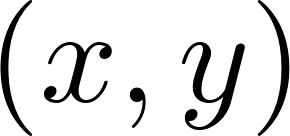 (x, y)